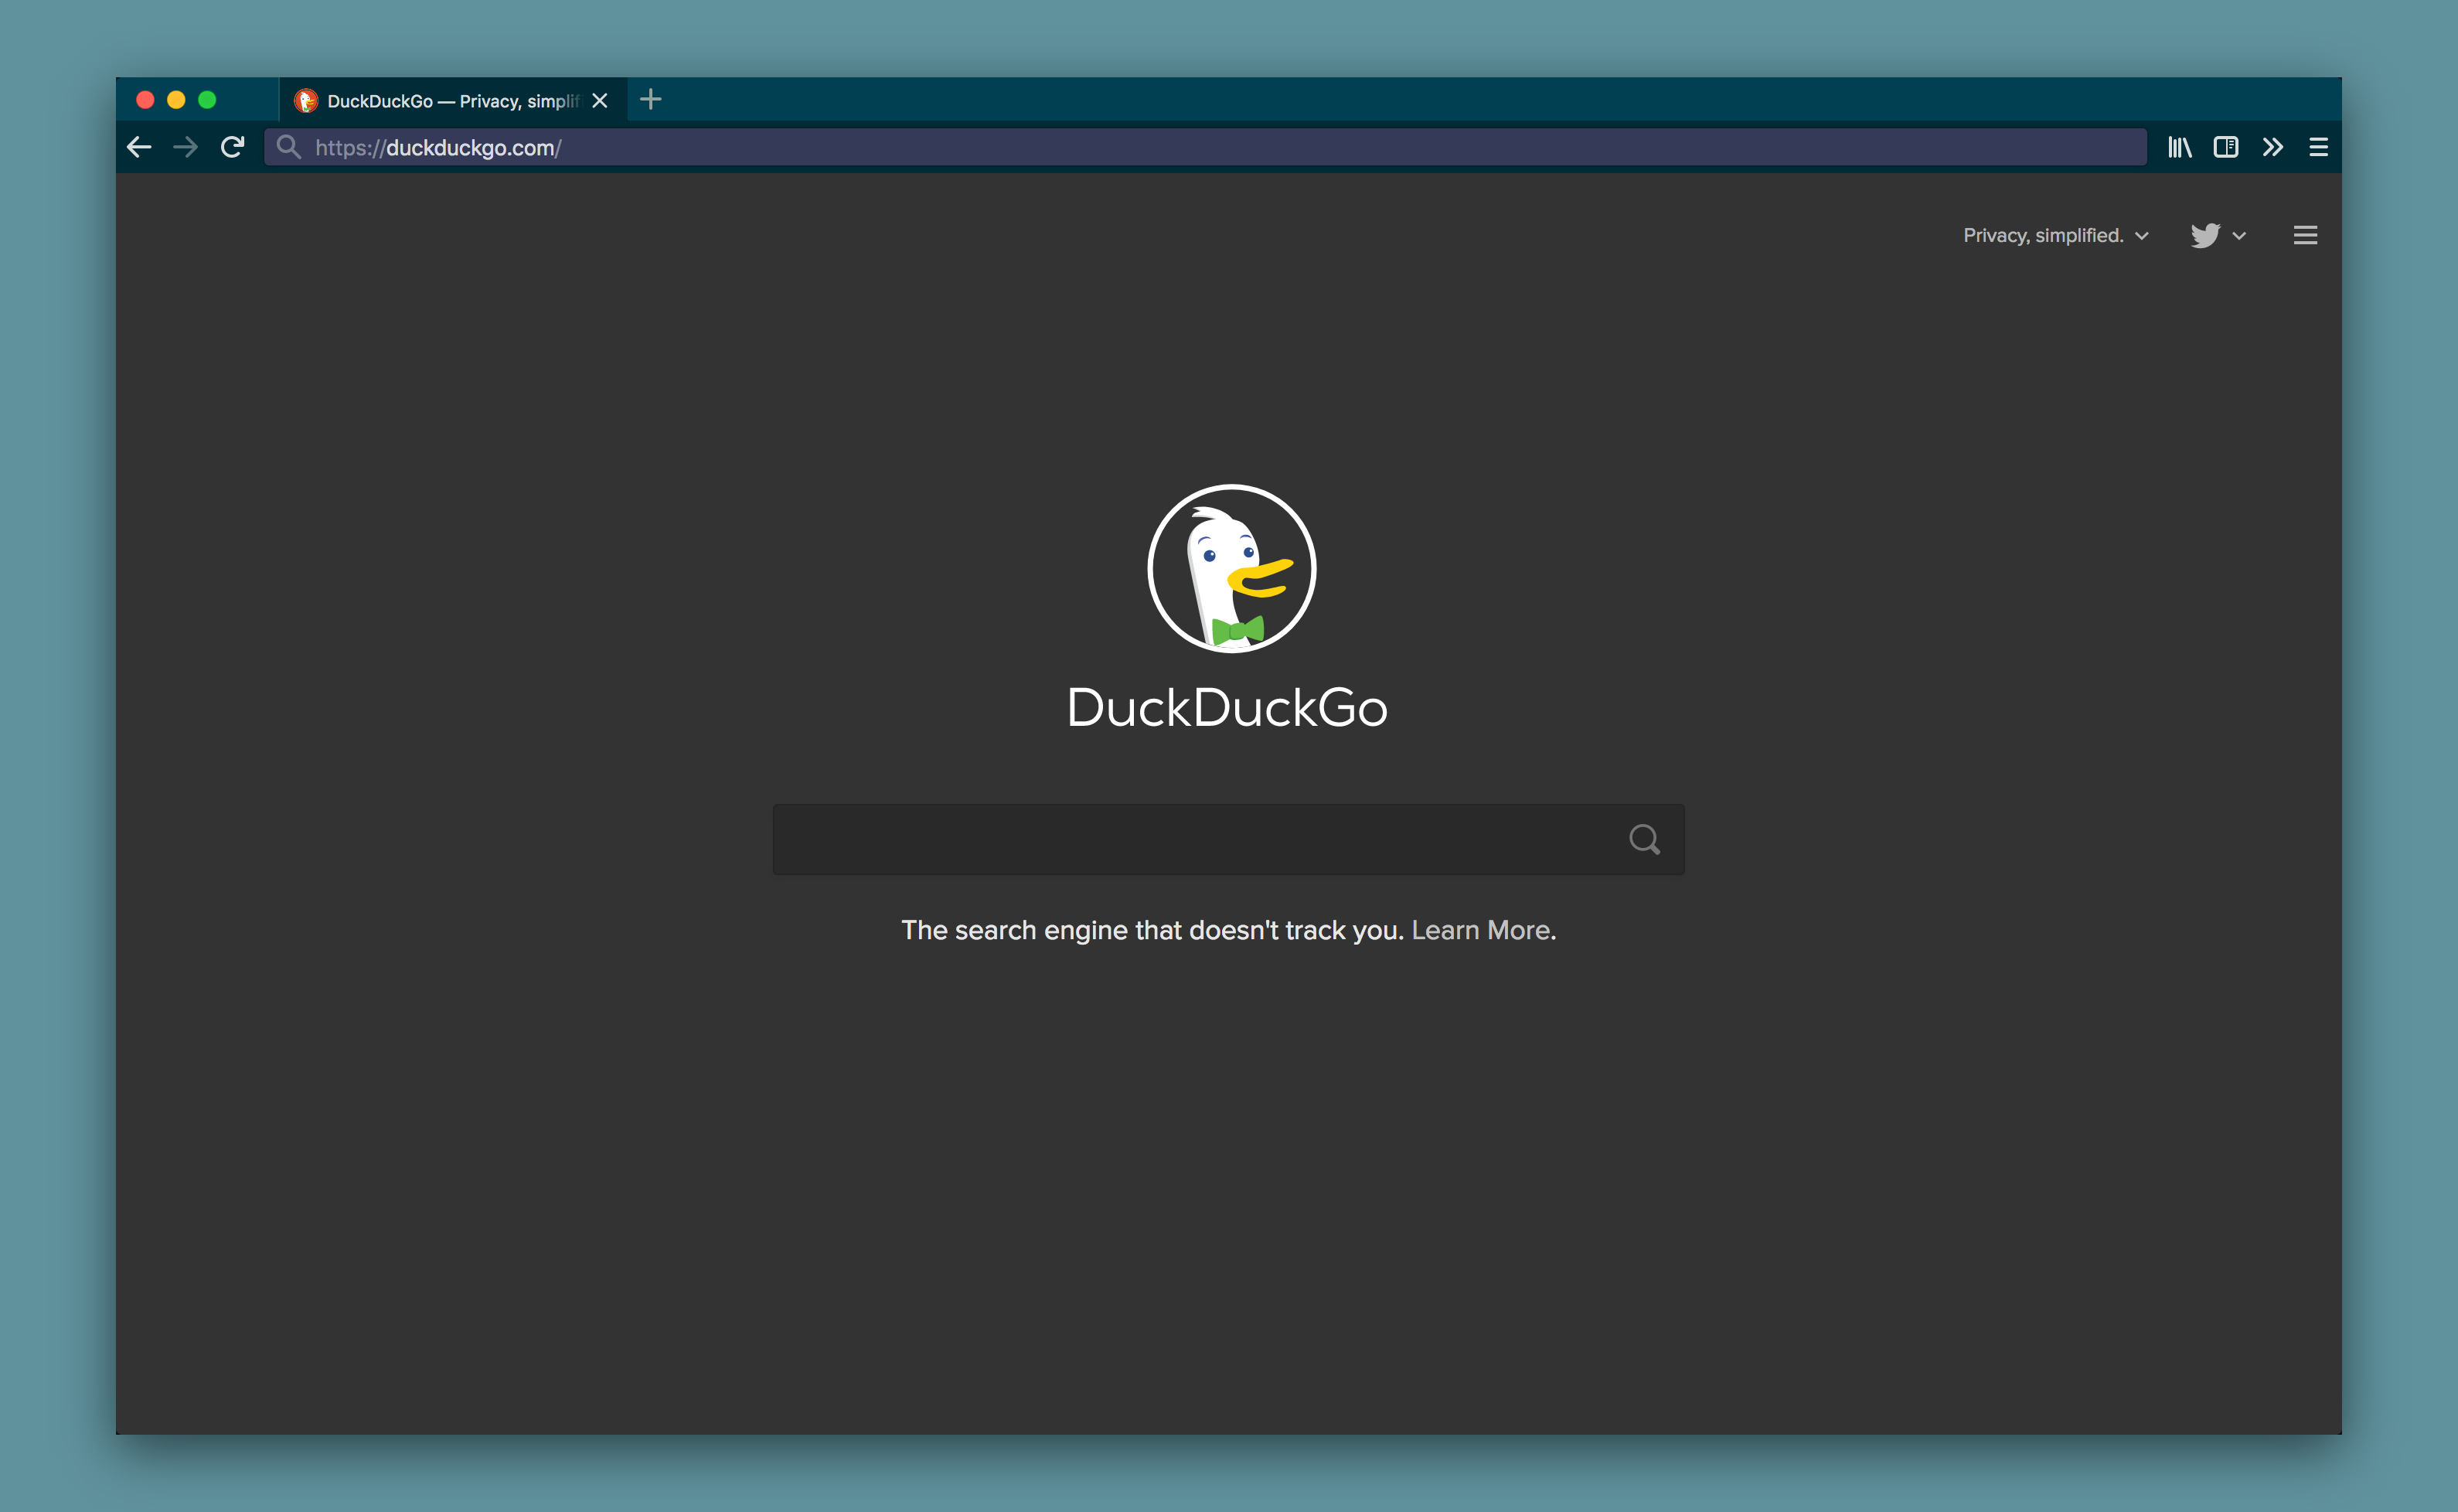 DuckDuckGo — Privacy, simplif
https://duckduckgo.com/
Privacy, simplified.
DuckDuckGo
The search engine that doesn't track you. Learn More.